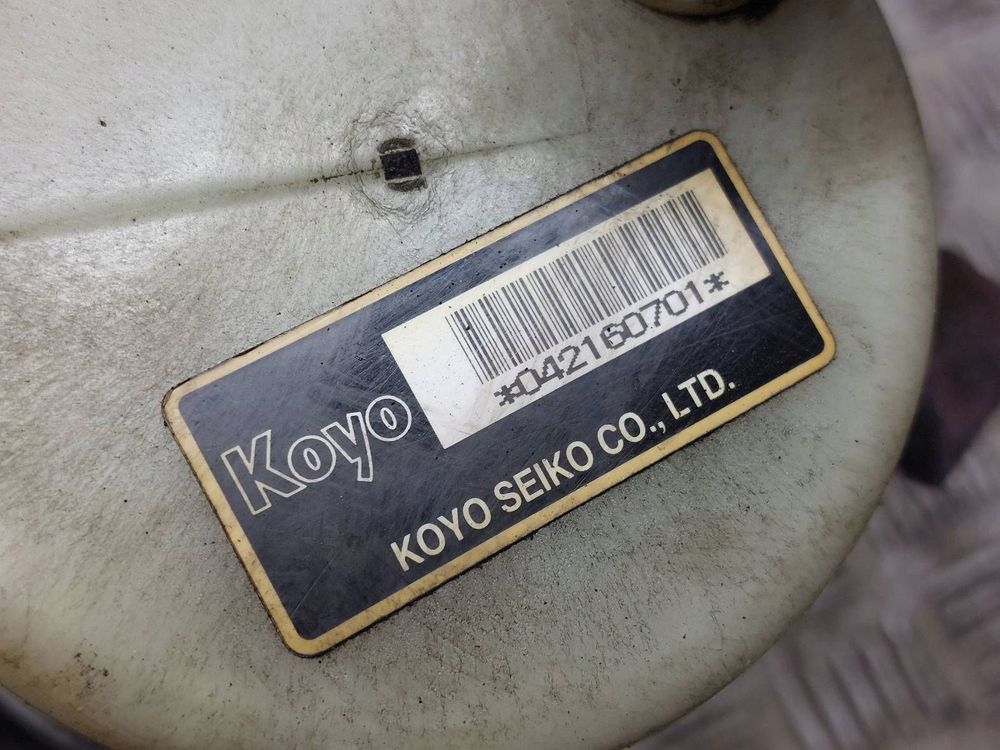 *042160701*
Koyo
KOYO SEIKO CO., LTD.